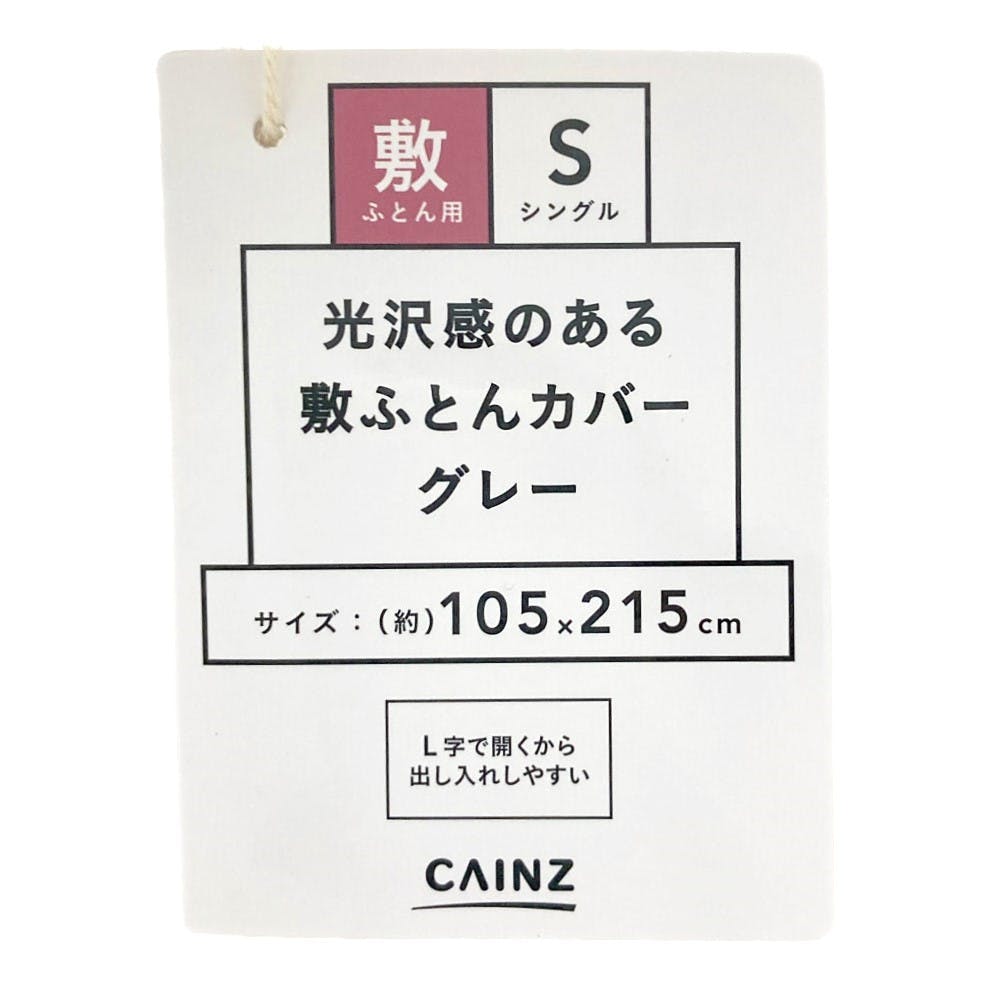 敷
ふとん用
S
シングル
光沢感のある
敷ふとんカバー
グレー
サイズ：(約)105×215cm
L字で開くから
出し入れしやすい
CAINZ